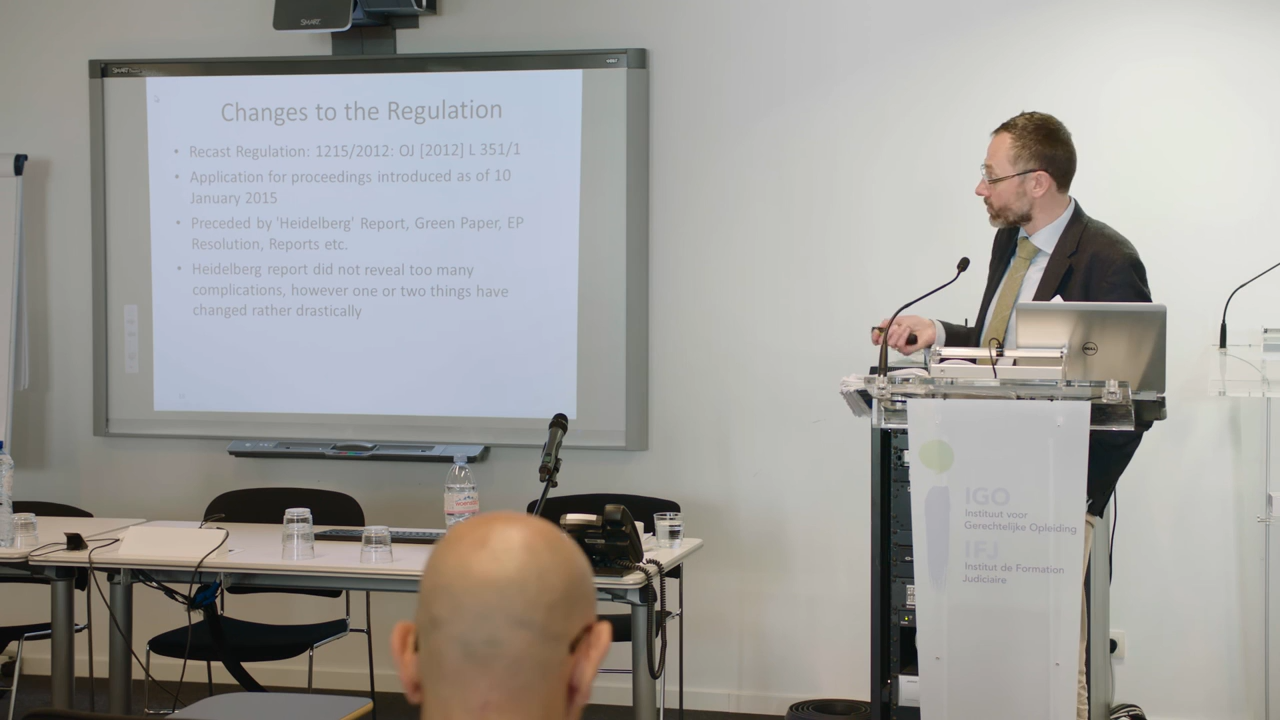 SMART
SMART
Changes to the Regulation
• Recast Regulation: 1215/2012: OJ [2012] L 351/1
• Application for proceedings introduced as of 10
January 2015
• Preceded by 'Heidelberg' Report, Green Paper, EP
Resolution, Reports etc.
• Heidelberg report did not reveal too many
complications, however one or two things have
changed rather drastically
DELL
IGO
Instituut voor
Gerechtelijke Opleiding
IFJ
Institut de Formation
Judiciaire